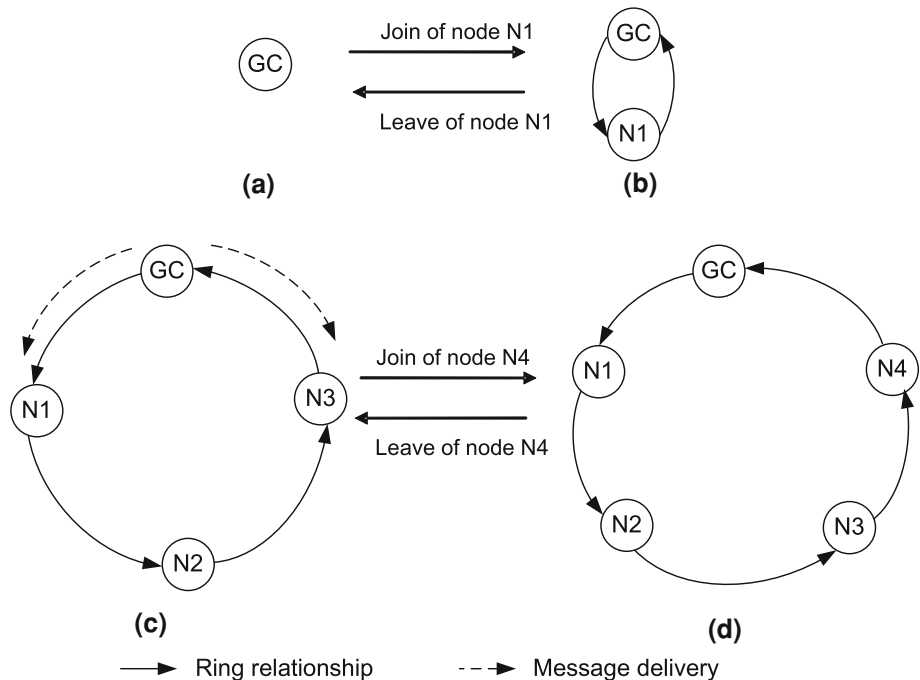 Join of node N1
GC
GC
Leave of node N1
N1
(a)
(b)
GC
GC
Join of node N4
N1
N3
N1
N4
Leave of node N4
N2
N3
N2
(c)
(d)
Ring relationship
Message delivery